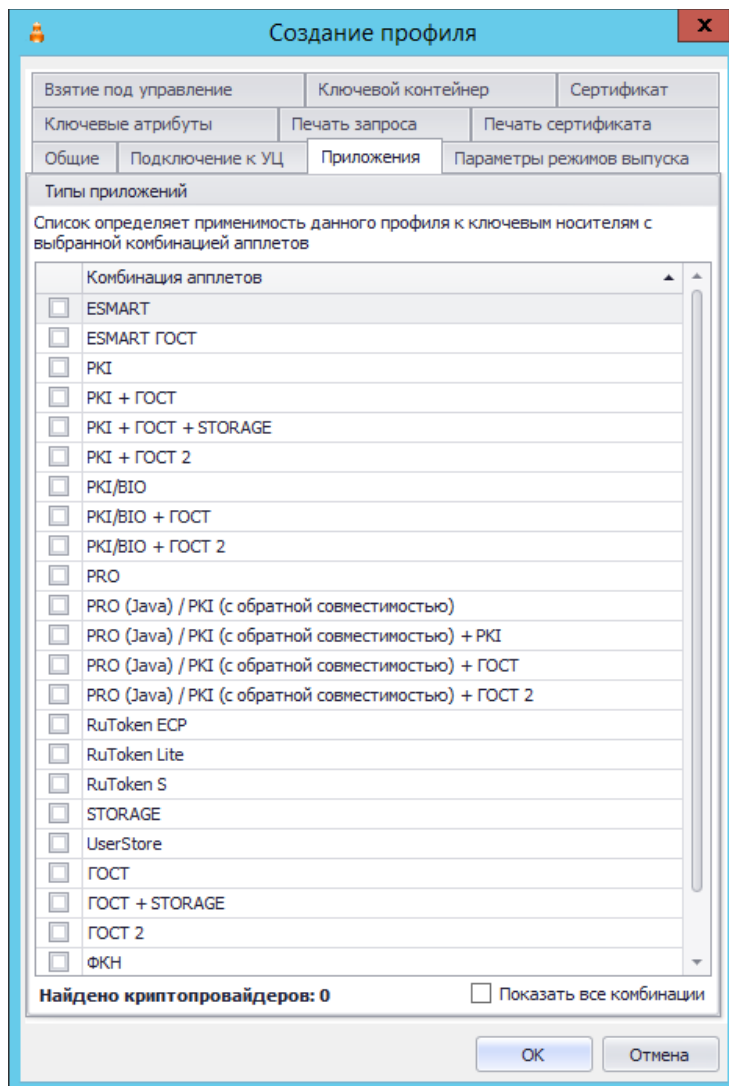 Создание профиля
x
Взятие под управление Ключевой контейнер Сертификат
Ключевые атрибуты Печать запроса Печать сертификата
Общие Подключение к УЦ Приложения Параметры режимов выпуска
Типы приложений
Список определяет применимость данного профиля к ключевым носителям с
выбранной комбинацией апплетов
Комбинация апплетов
ESMART
ESMART ГОСТ
PKI
PKI + ГОСТ
PKI + ГОСТ + STORAGE
PKI + ГОСТ 2
PKI/BIO
PKI/BIO + ГОСТ
PKI/BIO + ГОСТ 2
PRO
PRO (Java) / PKI (с обратной совместимостью)
PRO (Java) / PKI (с обратной совместимостью) + PKI
PRO (Java) / PKI (с обратной совместимостью) + ГОСТ
PRO (Java) / PKI (с обратной совместимостью) + ГОСТ 2
RuToken ECP
RuToken Lite
RuToken S
STORAGE
UserStore
ГОСТ
ГОСТ + STORAGE
ГОСТ 2
ФКН
Найдено криптопровайдеров: 0 Показать все комбинации
OK Отмена